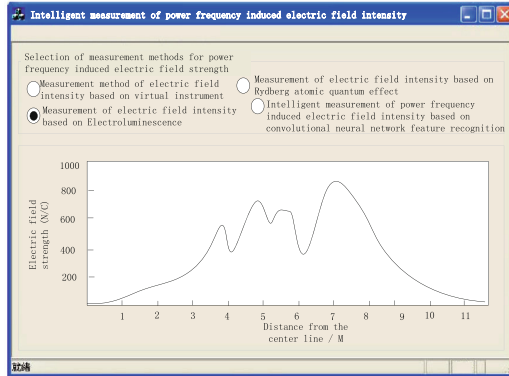 Intelligent measurement of power frequency induced electric field intensity
Selection of measurement methods for power
frequency induced electric field strength
Measurement method of electric field
intensity based on virtual instrument
Measurement of electric field intensity based on
Rydberg atomic quantum effect
Measurement of electric field intensity
based on Electroluminescence
Intelligent measurement of power frequency
induced electric field intensity based on
convolutional neural network feature recognition
1000
800
600
400
200
Electric field
strength (N/C)
1 2 3 4 5 6 7 8 9 10 11
Distance from the
center line / M
就绪